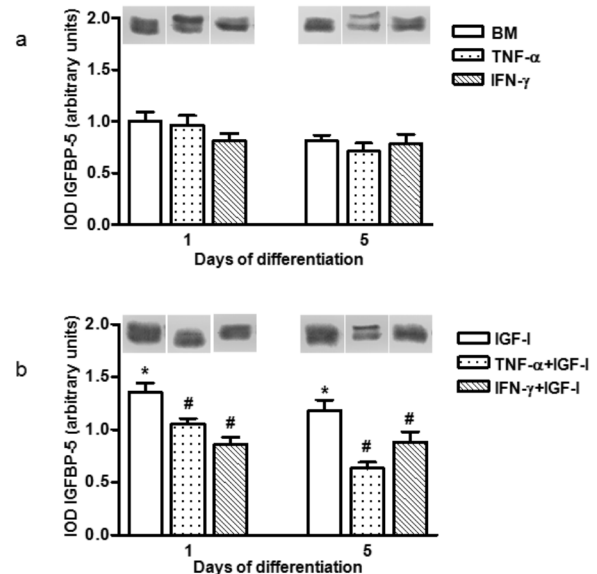 a
IOD IGFBP-5 (arbitrary units)
2.0
1.5
1.0
0.5
0.0
1 5
Days of differentiation
BM
TNF-α
IFN-γ
b
IOD IGFBP-5 (arbitrary units)
2.0
1.5
1.0
0.5
0.0
* # # * # #
1 5
Days of differentiation
IGF-I
TNF-α+IGF-I
IFN-γ+IGF-I